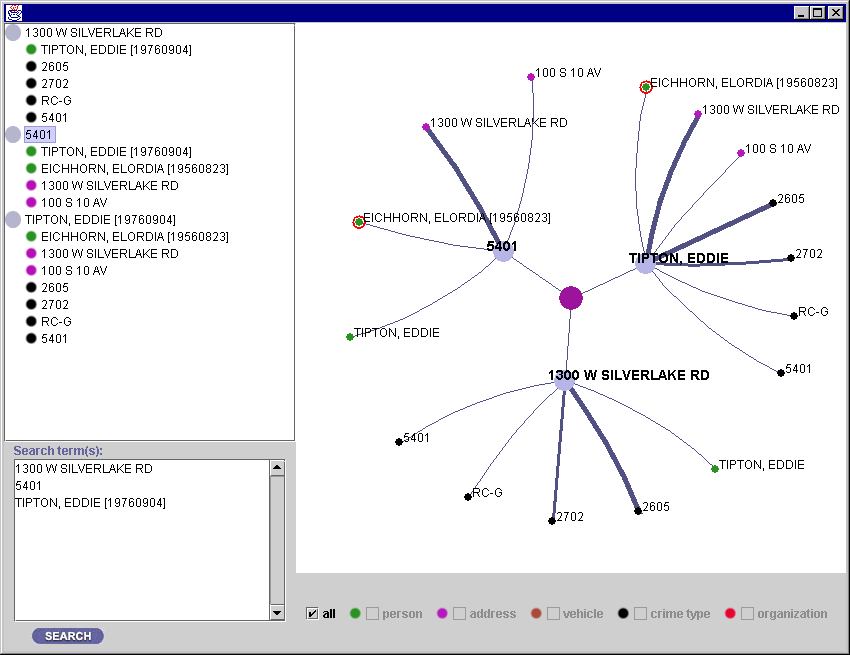 1300 W SILVERLAKE RD
TIPTON, EDDIE [19760904]
2605
2702
RC-G
5401
5401
TIPTON, EDDIE [19760904]
EICHHORN, ELORDIA [19560823]
1300 W SILVERLAKE RD
100 S 10 AV
TIPTON, EDDIE [19760904]
EICHHORN, ELORDIA [19560823]
1300 W SILVERLAKE RD
100 S 10 AV
2605
2702
RC-G
5401
Search term(s):
1300 W SILVERLAKE RD
5401
TIPTON, EDDIE [19760904]
SEARCH
100 S 10 AV
1300 W SILVERLAKE RD
EICHHORN, ELORDIA [19560823]
5401
TIPTON, EDDIE
EICHHORN, ELORDIA [19560823]
1300 W SILVERLAKE RD
100 S 10 AV
2605
TIPTON, EDDIE
2702
RC-G
5401
1300 W SILVERLAKE RD
5401
RC-G
2702
2605
TIPTON, EDDIE
all person address vehicle crime type organization